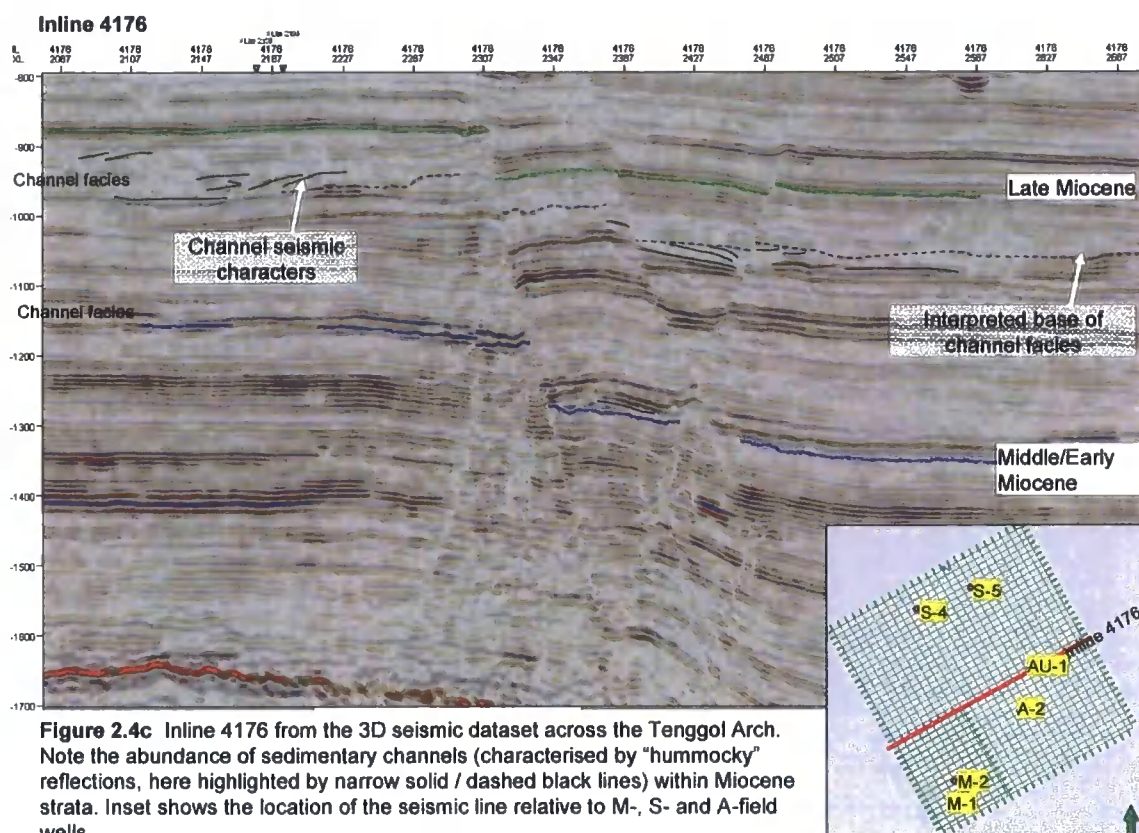 Inline 4176
4176 4176 4176 4176 4176 4176 4176 4176 4176 4176 4176 4176 4176 4176 4176 4176
XL 2067 2107 2147 2187 2227 2267 2307 2347 2387 2427 2467 2507 2547 2587 2627 2667
-800
-900
Channel facies
Late Miocene
-1000
Channel seismic
characters
-1100
Channel facies
Interpreted base of
channel facies
-1200
-1300
Middle/Early
Miocene
-1400
-1500
-1600
-1700
S-5
S-4
Inline 4176
AU-1
A-2
M-2
M-1
Figure 2.4c Inline 4176 from the 3D seismic dataset across the Tenggol Arch.
Note the abundance of sedimentary channels (characterised by "hummocky"
reflections, here highlighted by narrow solid / dashed black lines) within Miocene
strata. Inset shows the location of the seismic line relative to M-, S- and A-field
wells